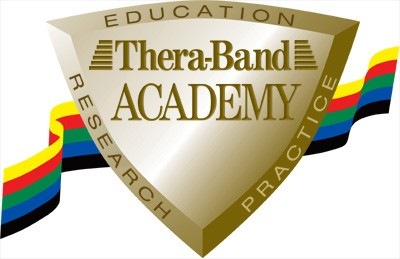 EDUCATION
Thera-Band
ACADEMY
RESEARCH
PRACTICE